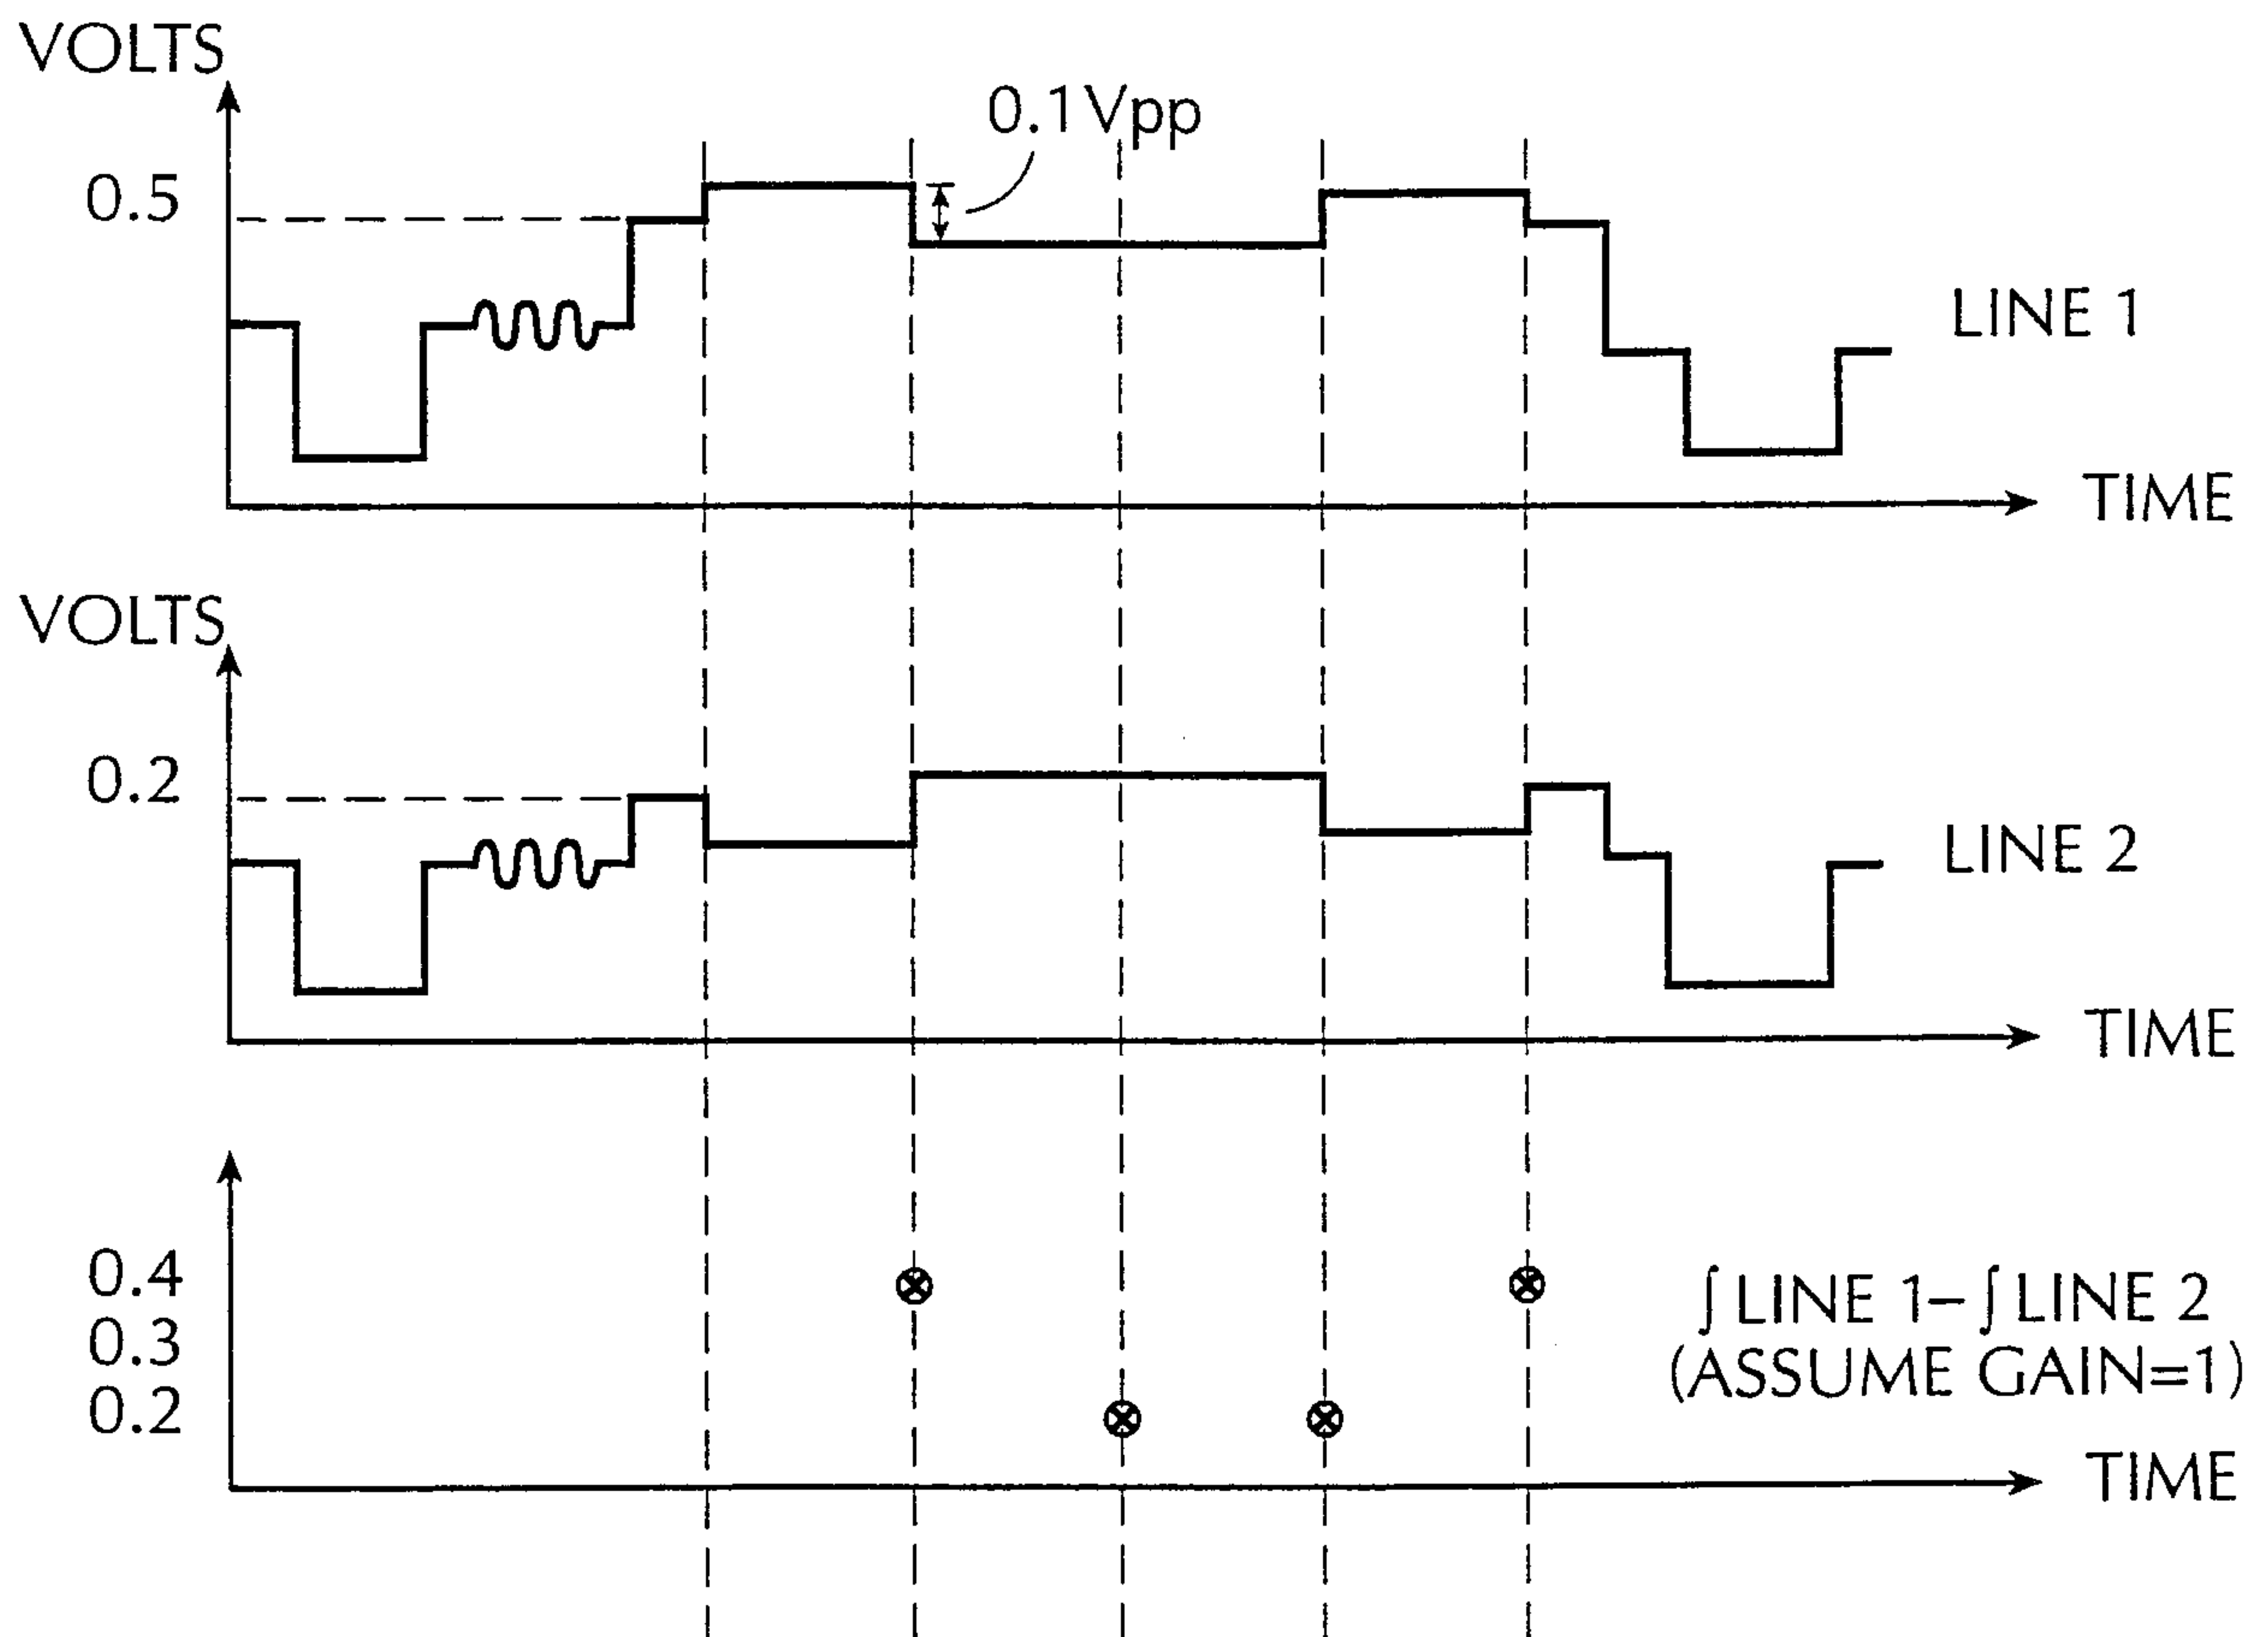 VOLTS
0.1Vpp
0.5
LINE 1
TIME
VOLTS
0.2
LINE 2
TIME
0.4
0.3
0.2
∫LINE 1–∫LINE 2
(ASSUME GAIN=1)
TIME